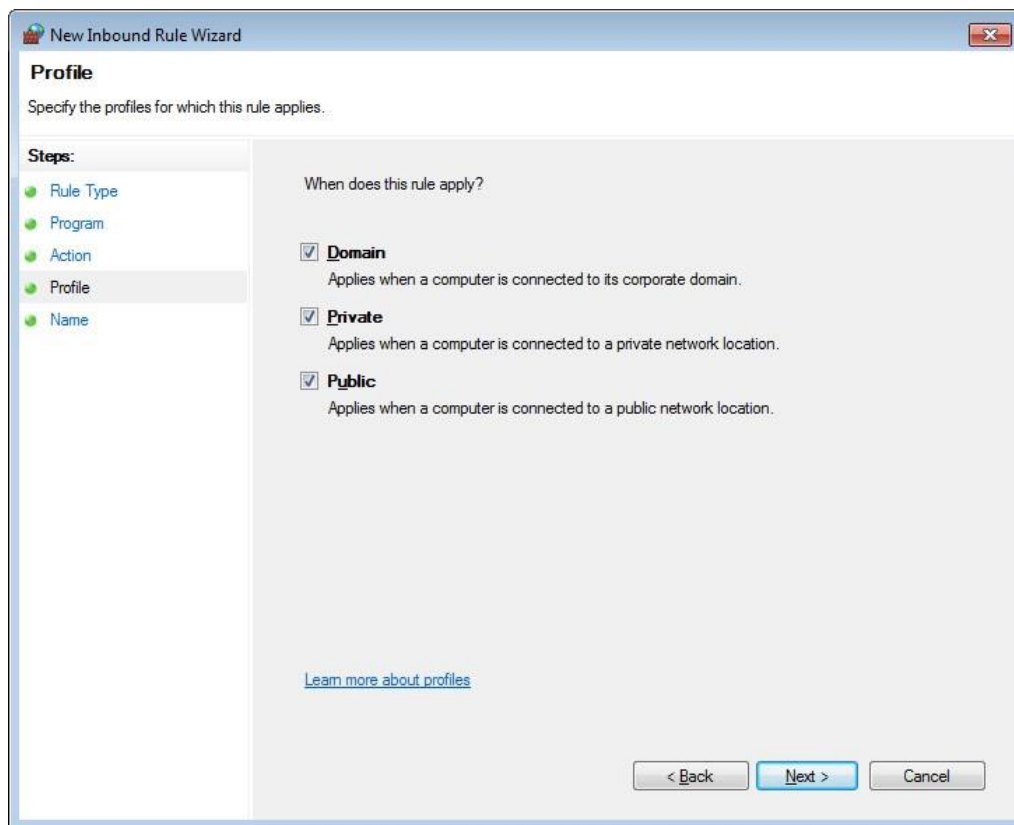 New Inbound Rule Wizard
Profile
Specify the profiles for which this rule applies.
Steps:
Rule Type
Program
Action
Profile
Name
When does this rule apply?
Domain
Applies when a computer is connected to its corporate domain.
Private
Applies when a computer is connected to a private network location.
Public
Applies when a computer is connected to a public network location.
Learn more about profiles
< Back
Next >
Cancel